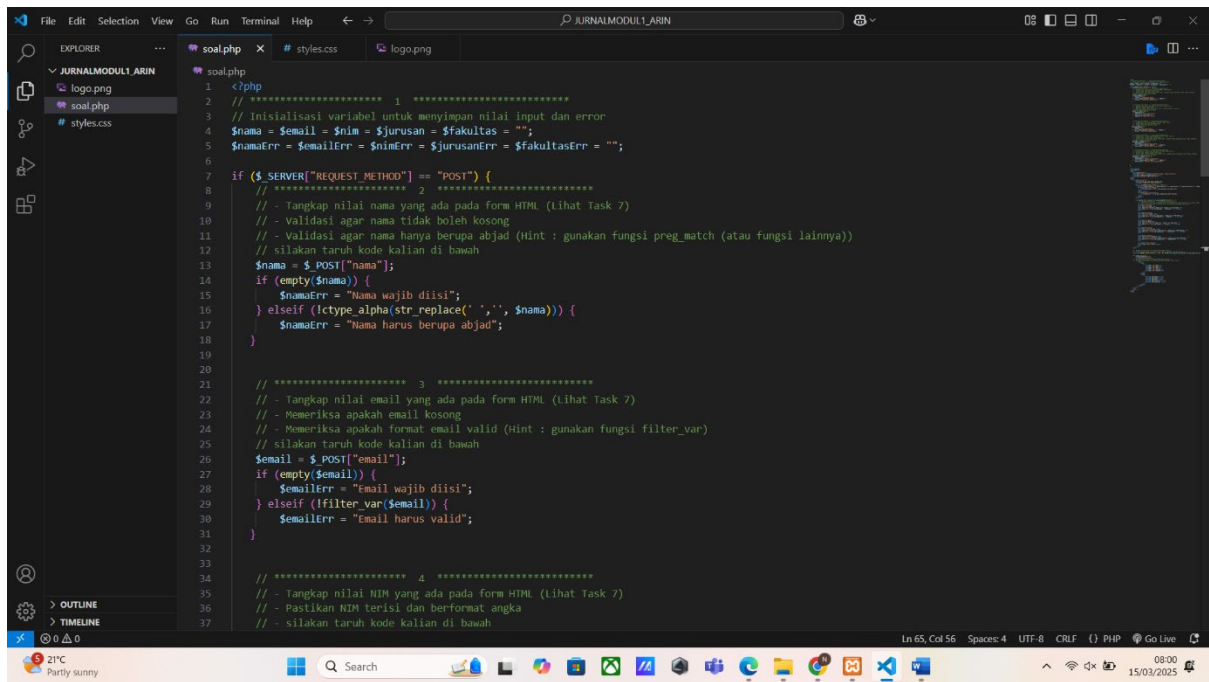 File Edit Selection View Go Run Terminal Help
JURNALMODUL1_ARIN
EXPLORER
soal.php
# styles.css
logo.png
JURNALMODUL1_ARIN
logo.png
soal.php
# styles.css
soal.php
1 <?php
2 // ********************** 1 **************************
3 // Inisialisasi variabel untuk menyimpan nilai input dan error
4 $nama = $email = $nim = $jurusan = $fakultas = "";
5 $namaErr = $emailErr = $nimErr = $jurusanErr = $fakultasErr = "";
6
7 if ($_SERVER["REQUEST_METHOD"] == "POST") {
8 // ********************** 2 **************************
9 // - Tangkap nilai nama yang ada pada form HTML (Lihat Task 7)
10 // - Validasi agar nama tidak boleh kosong
11 // - Validasi agar nama hanya berupa abjad (Hint : gunakan fungsi preg_match (atau fungsi lainnya))
12 // silakan taruh kode kalian di bawah
13 $nama = $_POST["nama"];
14 if (empty($nama)) {
15 $namaErr = "Nama wajib diisi";
16 } elseif (!ctype_alpha(str_replace(' ','', $nama))) {
17 $namaErr = "Nama harus berupa abjad";
18 }
19
20
21 // ********************** 3 **************************
22 // - Tangkap nilai email yang ada pada form HTML (Lihat Task 7)
23 // - Memeriksa apakah email kosong
24 // - Memeriksa apakah format email valid (Hint : gunakan fungsi filter_var)
25 // silakan taruh kode kalian di bawah
26 $email = $_POST["email"];
27 if (empty($email)) {
28 $emailErr = "Email wajib diisi";
29 } elseif (!filter_var($email)) {
30 $emailErr = "Email harus valid";
31 }
32
33
34 // ********************** 4 **************************
35 // - Tangkap nilai NIM yang ada pada form HTML (Lihat Task 7)
36 // - Pastikan NIM terisi dan berformat angka
37 // - silakan taruh kode kalian di bawah
OUTLINE
TIMELINE
0 0
Ln 65, Col 56 Spaces: 4 UTF-8 CRLF {} PHP Go Live
5
21°C
Partly sunny
Search
08:00
15/03/2025